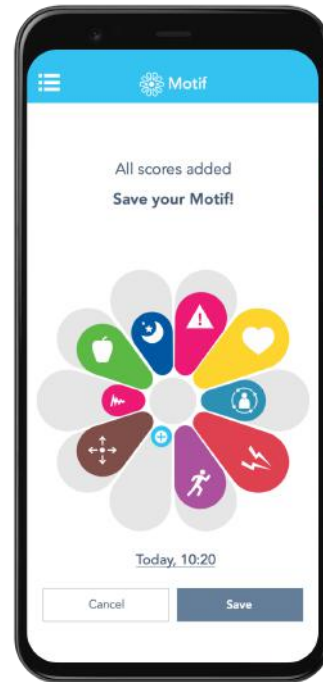 Motif
All scores added
Save your Motif!
Today, 10:20
Cancel
Save